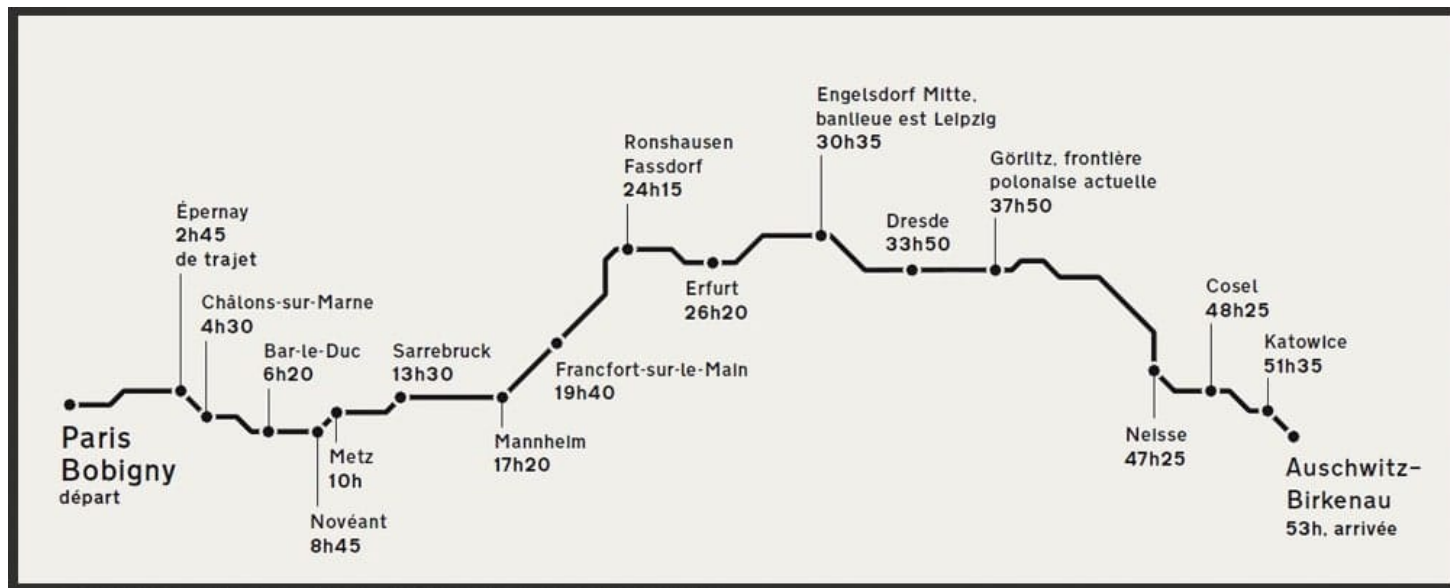 Paris
Bobigny
départ
Épernay
2h45
de trajet
Châlons-sur-Marne
4h30
Bar-le-Duc
6h20
Novéant
8h45
Metz
10h
Sarrebruck
13h30
Mannheim
17h20
Francfort-sur-le-Main
19h40
Ronshausen
Fassdorf
24h15
Erfurt
26h20
Engelsdorf Mitte,
banlieue est Leipzig
30h35
Dresde
33h50
Görlitz, frontière
polonaise actuelle
37h50
Neisse
47h25
Cosel
48h25
Katowice
51h35
Auschwitz-
Birkenau
53h, arrivée